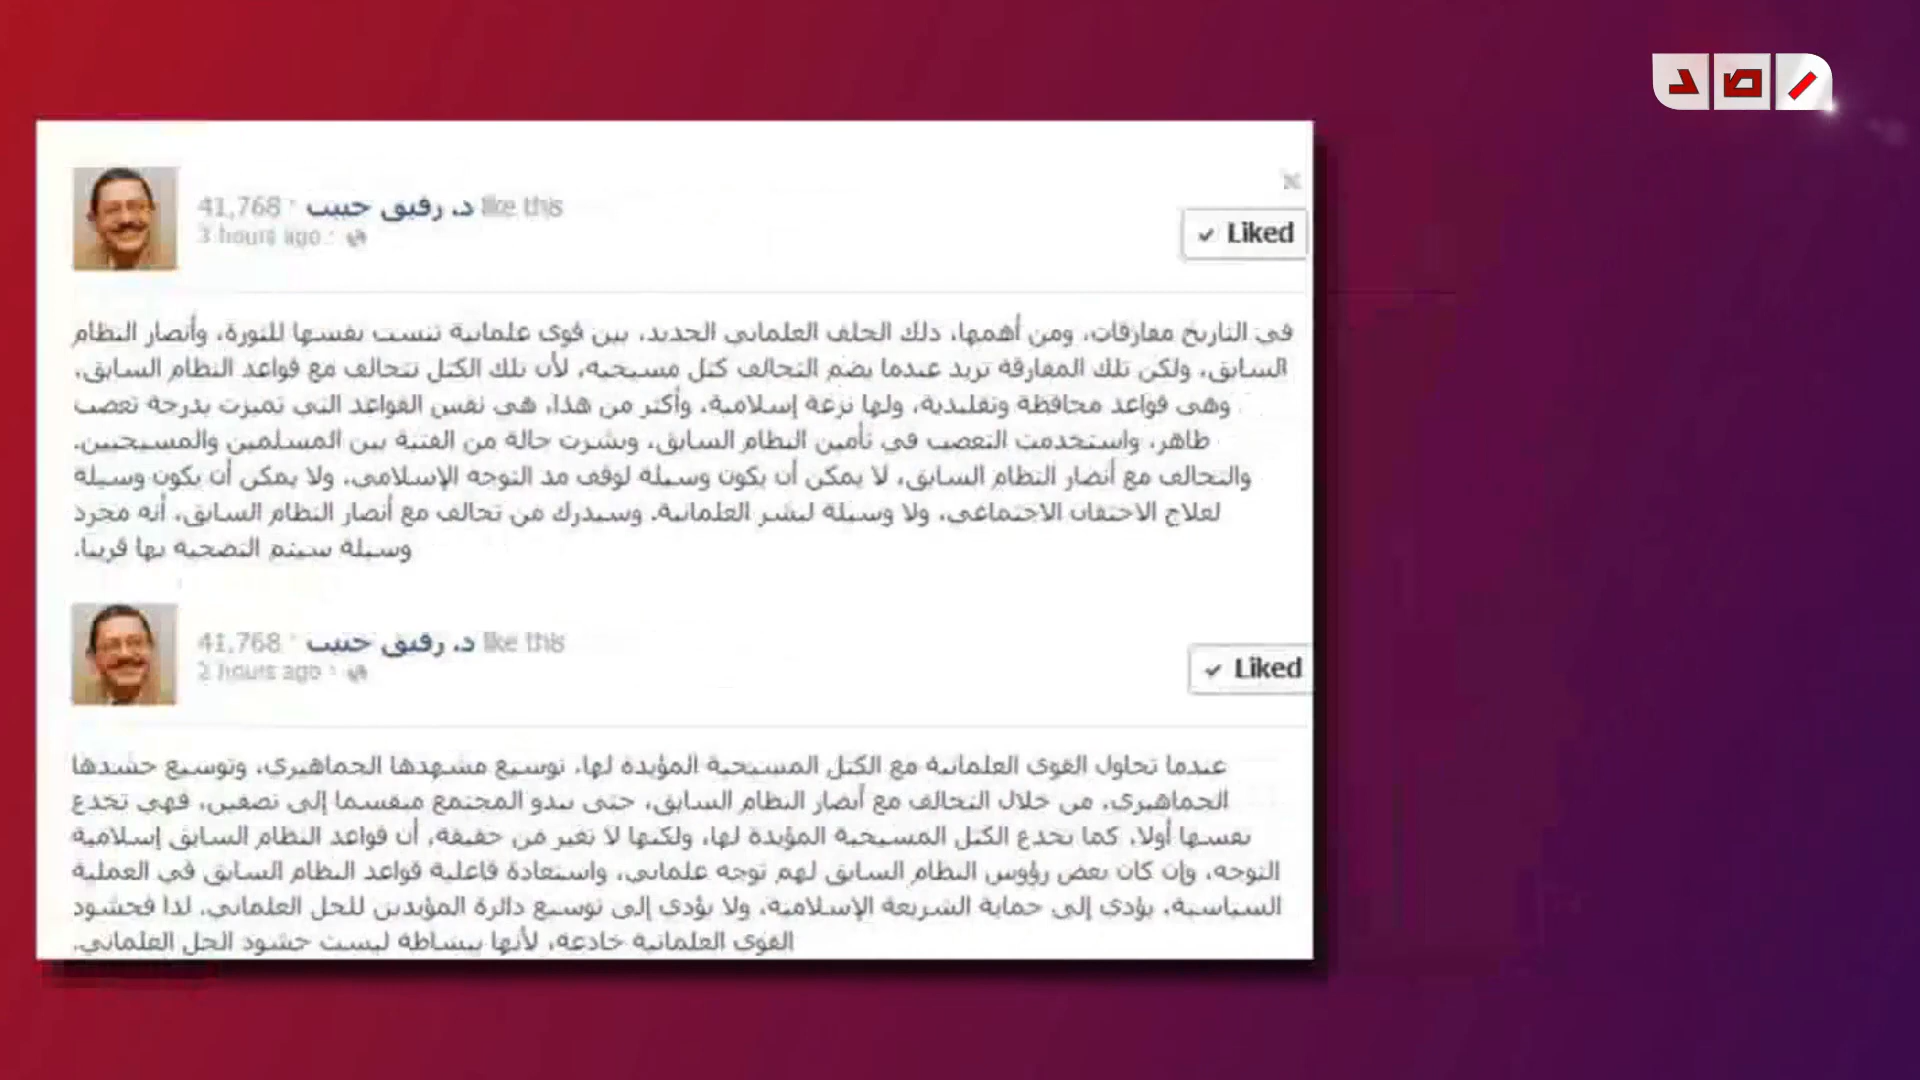 رصد
41,768 · د. رفيق حبيب like this
3 hours ago ·
Liked
في التاريخ مفارقات، ومن أهمها، ذلك الحلف العلماني الجديد، بين قوى علمانية تنسب نفسها للثورة، وأنصار النظام
السابق، ولكن تلك المفارقة تزيد عندما يضم التحالف كتل مسيحية، لأن تلك الكتل تتحالف مع قواعد النظام السابق،
وهى قواعد محافظة وتقليدية، ولها نزعة إسلامية، وأكثر من هذا، هي نفس القواعد التي تميزت بدرجة تعصب
ظاهر، واستخدمت التعصب في تأمين النظام السابق، ونشرت حالة من الفتنة بين المسلمين والمسيحيين.
والتحالف مع أنصار النظام السابق، لا يمكن أن يكون وسيلة لوقف مد التوجه الإسلامي، ولا يمكن أن يكون وسيلة
لعلاج الاحتقان الاجتماعي، ولا وسيلة لنشر العلمانية. وسيدرك من تحالف مع أنصار النظام السابق، أنه مجرد
وسيلة سيتم التضحية بها قريبا.
41,768 · د. رفيق حبيب like this
2 hours ago ·
Liked
عندما تحاول القوى العلمانية مع الكتل المسيحية المؤيدة لها، توسيع مشهدها الجماهيري، وتوسيع حشدها
الجماهيري، من خلال التحالف مع أنصار النظام السابق، حتى يبدو المجتمع منقسما إلى نصفين، فهي تخدع
نفسها أولا، كما تخدع الكتل المسيحية المؤيدة لها، ولكنها لا تغير من حقيقة، أن قواعد النظام السابق إسلامية
التوجه، وإن كان بعض رؤوس النظام السابق لهم توجه علماني، واستعادة فاعلية قواعد النظام السابق في العملية
السياسية، يؤدي إلى حماية الشريعة الإسلامية، ولا يؤدي إلى توسيع دائرة المؤيدين للحل العلماني. لذا فحشود
القوى العلمانية خادعة، لأنها ببساطة ليست حشود الحل العلماني.